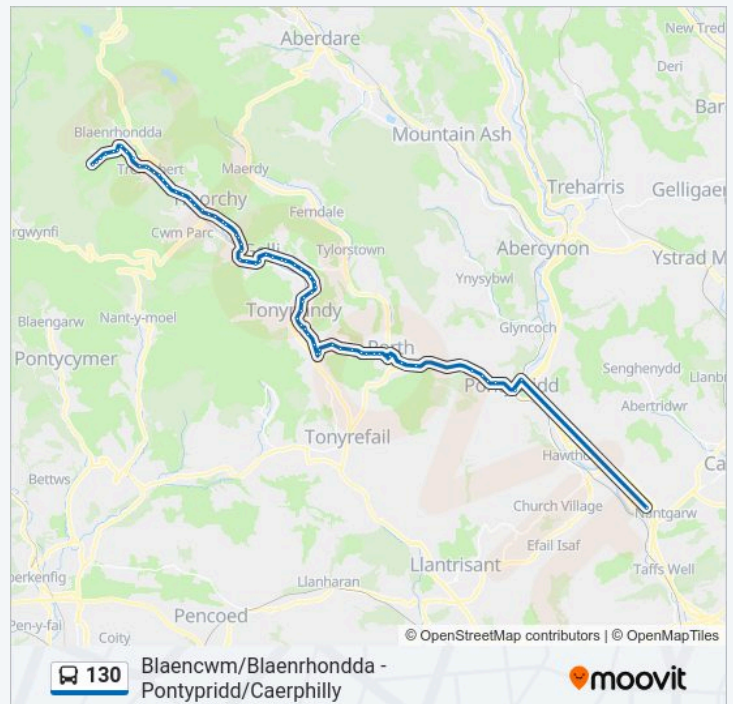 New Tred
Aberdare
Deri
Bar
Blaenrhondda
Mountain Ash
Maerdy
Treharris
Gelligaer
Ferndale
rgwynfi
Cwm Parc
Tylorstown
Abercynon
Ystrad M
Ynysybwl
Blaengarw
Nant-y-moel
Glyncoch
Pontycymer
Porth
Senghenydd
Llanbr
Abertridwr
Tonyrefail
Bettws
Ca
Church Village
Nantgarw
Efail Isaf
Llantrisant
Taffs Well
perkenfig
Llanharan
Pencoed
Pen-y-fai
Coity
© OpenStreetMap contributors | © OpenMapTiles
130
Blaencwm/Blaenrhondda -
Pontypridd/Caerphilly
moovit